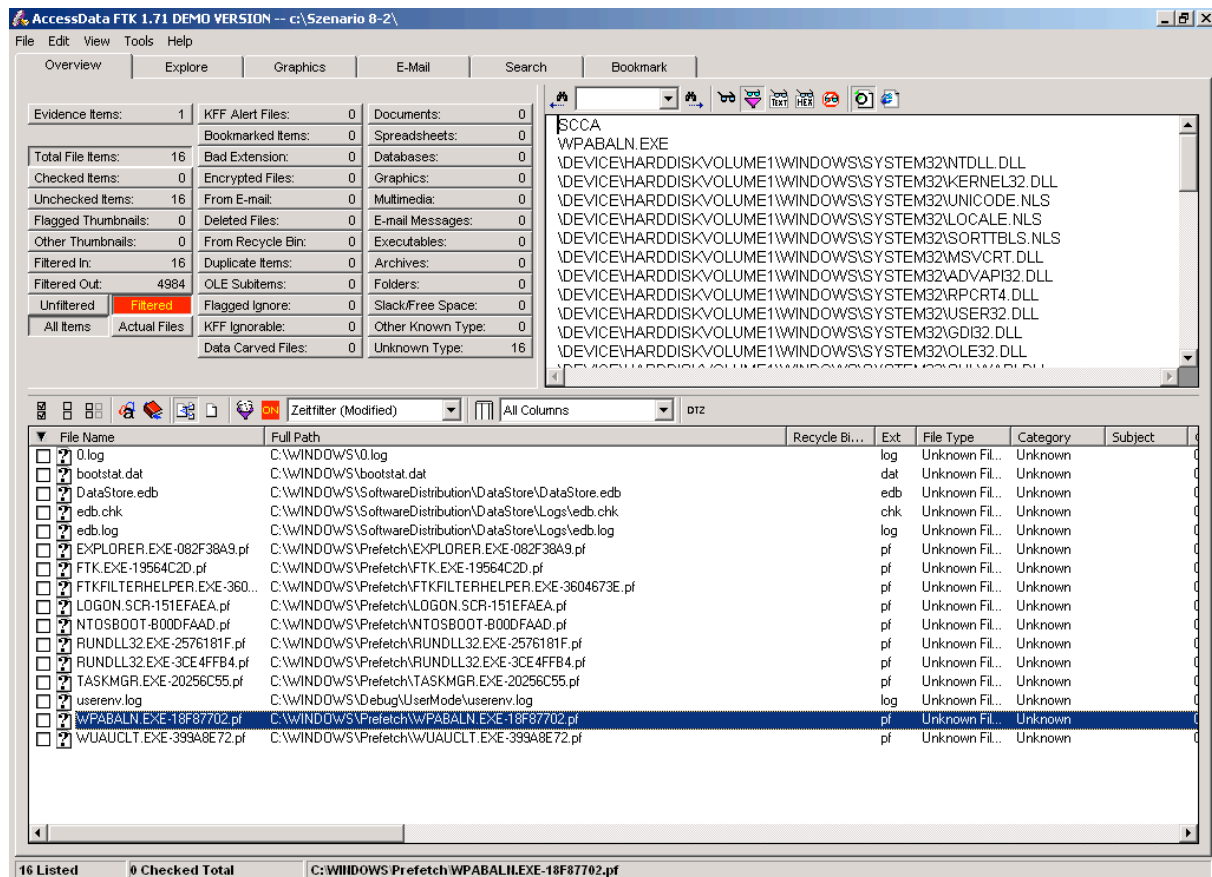 AccessData FTK 1.71 DEMO VERSION -- c:\Szenario 8-2\
File Edit View Tools Help
Overview Explore Graphics E-Mail Search Bookmark
Evidence Items: 1 KFF Alert Files: 0 Documents: 0
Bookmarked Items: 0 Spreadsheets: 0
Total File Items: 16 Bad Extension: 0 Databases: 0
Checked Items: 0 Encrypted Files: 0 Graphics: 0
Unchecked Items: 16 From E-mail: 0 Multimedia: 0
Flagged Thumbnails: 0 Deleted Files: 0 E-mail Messages: 0
Other Thumbnails: 0 From Recycle Bin: 0 Executables: 0
Filtered In: 16 Duplicate Items: 0 Archives: 0
Filtered Out: 4984 OLE Subitems: 0 Folders: 0
Unfiltered Filtered Flagged Ignore: 0 Slack/Free Space: 0
All Items Actual Files KFF Ignorable: 0 Other Known Type: 0
Data Carved Files: 0 Unknown Type: 16
TEXT HEX
SCCA
WPABALN.EXE
\DEVICE\HARDDISKVOLUME1\WINDOWS\SYSTEM32\NTDLL.DLL
\DEVICE\HARDDISKVOLUME1\WINDOWS\SYSTEM32\KERNEL32.DLL
\DEVICE\HARDDISKVOLUME1\WINDOWS\SYSTEM32\UNICODE.NLS
\DEVICE\HARDDISKVOLUME1\WINDOWS\SYSTEM32\LOCALE.NLS
\DEVICE\HARDDISKVOLUME1\WINDOWS\SYSTEM32\SORTTBLS.NLS
\DEVICE\HARDDISKVOLUME1\WINDOWS\SYSTEM32\MSVCRT.DLL
\DEVICE\HARDDISKVOLUME1\WINDOWS\SYSTEM32\ADVAPI32.DLL
\DEVICE\HARDDISKVOLUME1\WINDOWS\SYSTEM32\RPCRT4.DLL
\DEVICE\HARDDISKVOLUME1\WINDOWS\SYSTEM32\USER32.DLL
\DEVICE\HARDDISKVOLUME1\WINDOWS\SYSTEM32\GDI32.DLL
\DEVICE\HARDDISKVOLUME1\WINDOWS\SYSTEM32\OLE32.DLL
ON Zeitfilter (Modified) All Columns DTZ
File Name Full Path Recycle Bi... Ext File Type Category Subject
0.log C:\WINDOWS\0.log log Unknown Fil... Unknown
bootstat.dat C:\WINDOWS\bootstat.dat dat Unknown Fil... Unknown
DataStore.edb C:\WINDOWS\SoftwareDistribution\DataStore\DataStore.edb edb Unknown Fil... Unknown
edb.chk C:\WINDOWS\SoftwareDistribution\DataStore\Logs\edb.chk chk Unknown Fil... Unknown
edb.log C:\WINDOWS\SoftwareDistribution\DataStore\Logs\edb.log log Unknown Fil... Unknown
EXPLORER.EXE-082F38A9.pf C:\WINDOWS\Prefetch\EXPLORER.EXE-082F38A9.pf pf Unknown Fil... Unknown
FTK.EXE-19564C2D.pf C:\WINDOWS\Prefetch\FTK.EXE-19564C2D.pf pf Unknown Fil... Unknown
FTKFILTERHELPER.EXE-360... C:\WINDOWS\Prefetch\FTKFILTERHELPER.EXE-3604673E.pf pf Unknown Fil... Unknown
LOGON.SCR-151EFAEA.pf C:\WINDOWS\Prefetch\LOGON.SCR-151EFAEA.pf pf Unknown Fil... Unknown
NTOSBOOT-B00DFAAD.pf C:\WINDOWS\Prefetch\NTOSBOOT-B00DFAAD.pf pf Unknown Fil... Unknown
RUNDLL32.EXE-2576181F.pf C:\WINDOWS\Prefetch\RUNDLL32.EXE-2576181F.pf pf Unknown Fil... Unknown
RUNDLL32.EXE-3CE4FFB4.pf C:\WINDOWS\Prefetch\RUNDLL32.EXE-3CE4FFB4.pf pf Unknown Fil... Unknown
TASKMGR.EXE-20256C55.pf C:\WINDOWS\Prefetch\TASKMGR.EXE-20256C55.pf pf Unknown Fil... Unknown
userenv.log C:\WINDOWS\Debug\UserMode\userenv.log log Unknown Fil... Unknown
WPABALN.EXE-18F87702.pf C:\WINDOWS\Prefetch\WPABALN.EXE-18F87702.pf pf Unknown Fil... Unknown
WUAUCLT.EXE-399A8E72.pf C:\WINDOWS\Prefetch\WUAUCLT.EXE-399A8E72.pf pf Unknown Fil... Unknown
16 Listed 0 Checked Total C:\WINDOWS\Prefetch\WPABALN.EXE-18F87702.pf